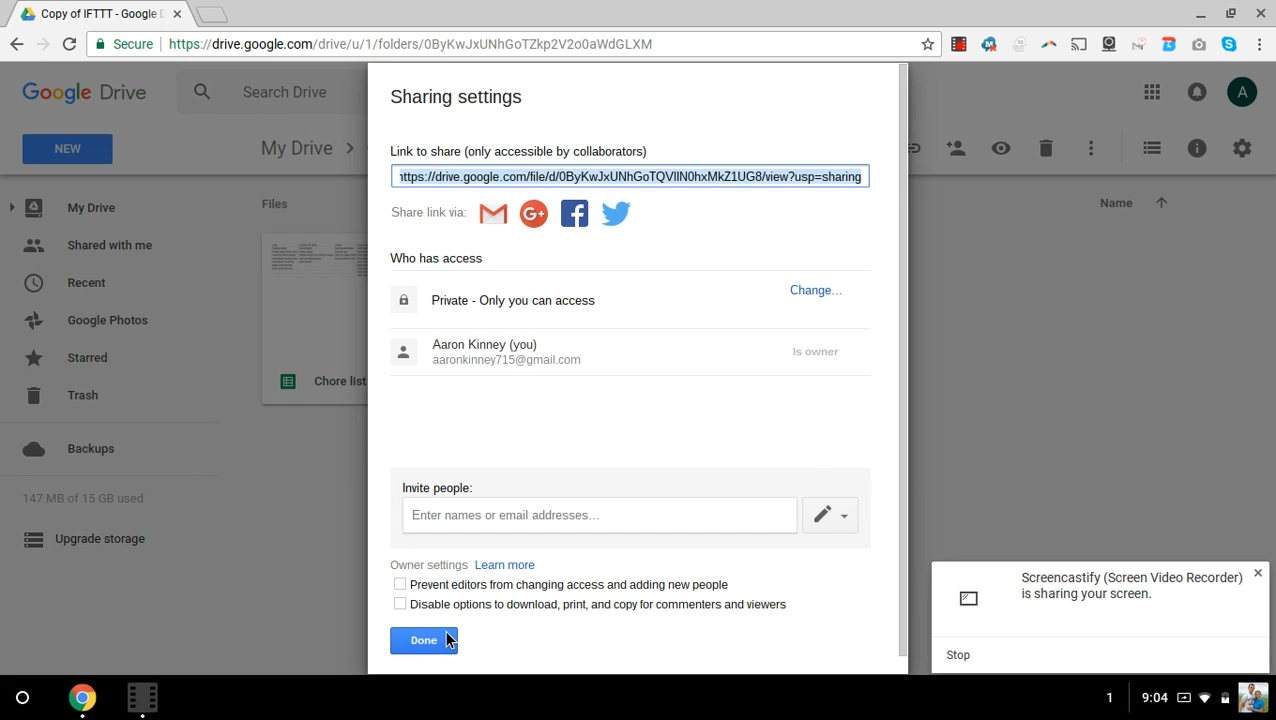 Copy of IFTTT - Google D
Secure
https://drive.google.com/drive/u/1/folders/0ByKwJxUNhGoTZkp2V2o0aWdGLXM
Google Drive
Search Drive
A
NEW
My Drive
My Drive
Shared with me
Recent
Google Photos
Starred
Trash
Backups
147 MB of 15 GB used
Upgrade storage
Files
Name
Chore list
Sharing settings
Link to share (only accessible by collaborators)
https://drive.google.com/file/d/0ByKwJxUNhGoTQVllN0hxMkZ1UG8/view?usp=sharing
Share link via:
Who has access
Private - Only you can access
Change...
Aaron Kinney (you)
aaronkinney715@gmail.com
Is owner
Invite people:
Enter names or email addresses...
Owner settings Learn more
Prevent editors from changing access and adding new people
Disable options to download, print, and copy for commenters and viewers
Done
Screencastify (Screen Video Recorder)
is sharing your screen.
Stop
1
9:04